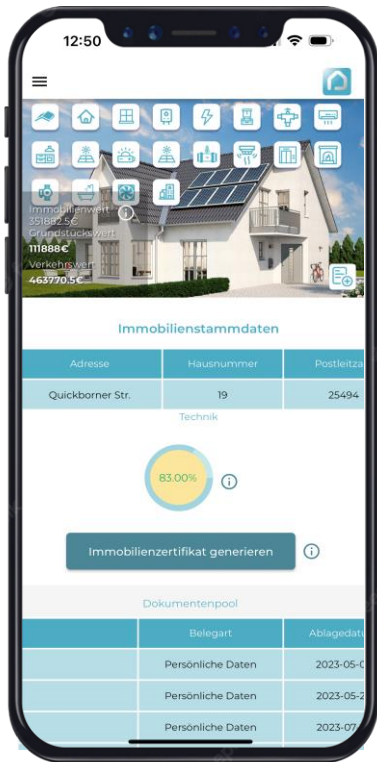 12:50
Immobilienwert
351882.5€
Grundstückswert
111888€
Verkehrswert
463770.5€
Immobilienstammdaten
Adresse Hausnummer Postleitza
Quickborner Str. 19 25494
Technik
83.00%
Immobilienzertifikat generieren
Dokumentenpool
Belegart Ablagedatu
Persönliche Daten 2023-05-0
Persönliche Daten 2023-05-2
Persönliche Daten 2023-07-